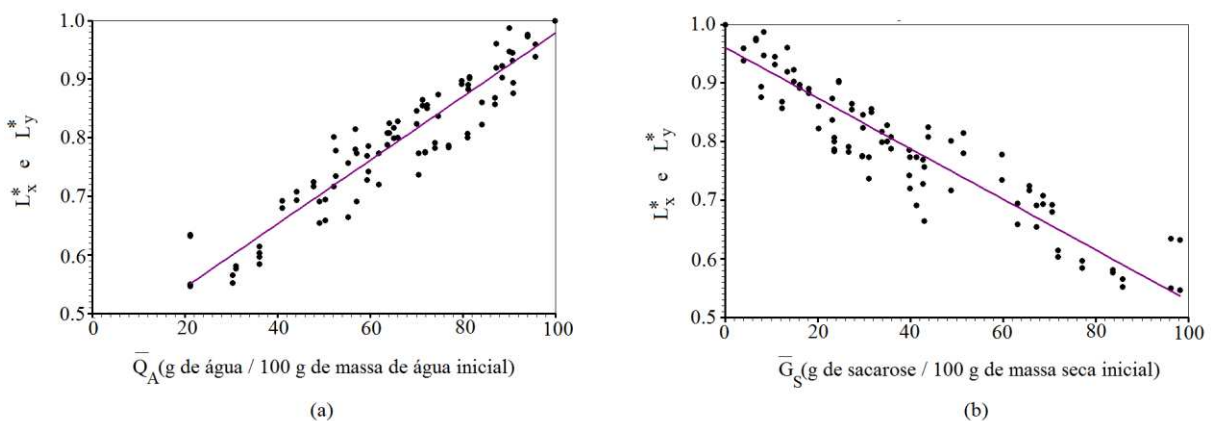 1.0
0.9
0.8
0.7
0.6
0.5
L*x e L*y
0 20 40 60 80 100
Q̅A (g de água / 100 g de massa de água inicial)
(a)
1.0
0.9
0.8
0.7
0.6
0.5
L*x e L*y
0 20 40 60 80 100
G̅S (g de sacarose / 100 g de massa seca inicial)
(b)